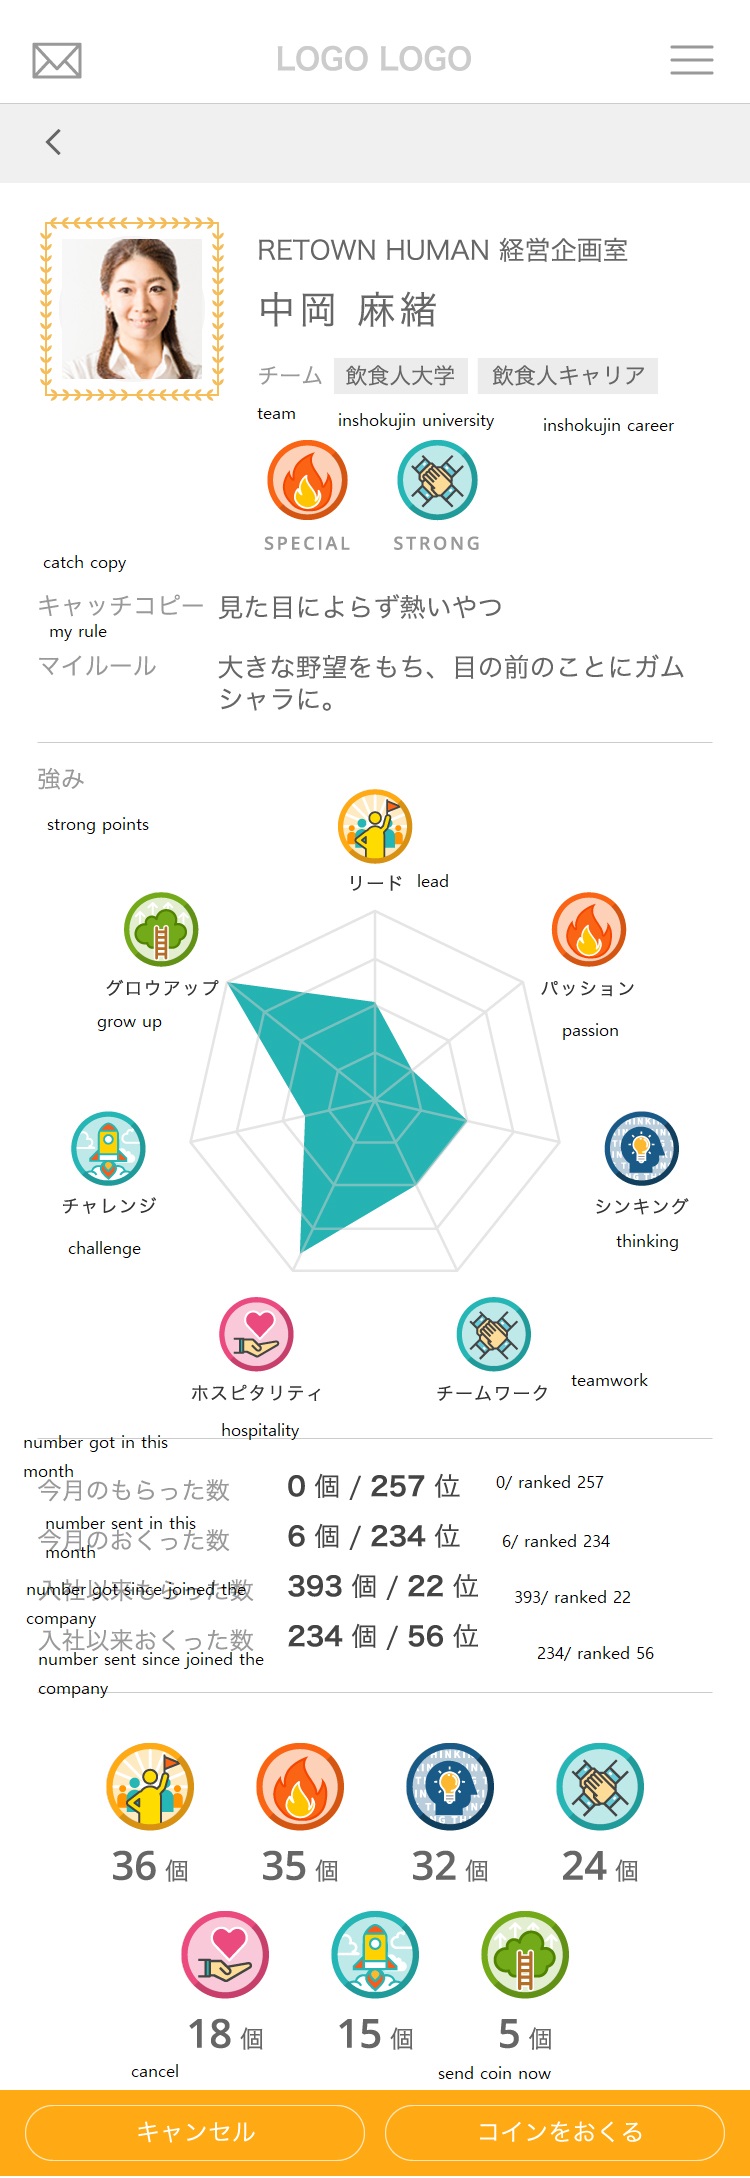 LOGO LOGO
RETOWN HUMAN 経営企画室
中岡 麻緒
チーム 飲食人大学 飲食人キャリア
team inshokujin university inshokujin career
SPECIAL STRONG
catch copy
キャッチコピー 見た目によらず熱いやつ
my rule
マイルール 大きな野望をもち、目の前のことにガム
シャラに。
強み
strong points
リード lead
グロウアップ パッション
grow up passion
チャレンジ シンキング
challenge thinking
ホスピタリティ チームワーク teamwork
hospitality
number got in this
month
今月のもらった数 0 個 / 257 位 0/ ranked 257
number sent in this
month
今月のおくった数 6 個 / 234 位 6/ ranked 234
number got since joined the
company
入社以来もらった数 393 個 / 22 位 393/ ranked 22
入社以来おくった数 234 個 / 56 位 234/ ranked 56
number sent since joined the
company
36 個 35 個 32 個 24 個
18 個 15 個 5 個
cancel send coin now
キャンセル コインをおくる